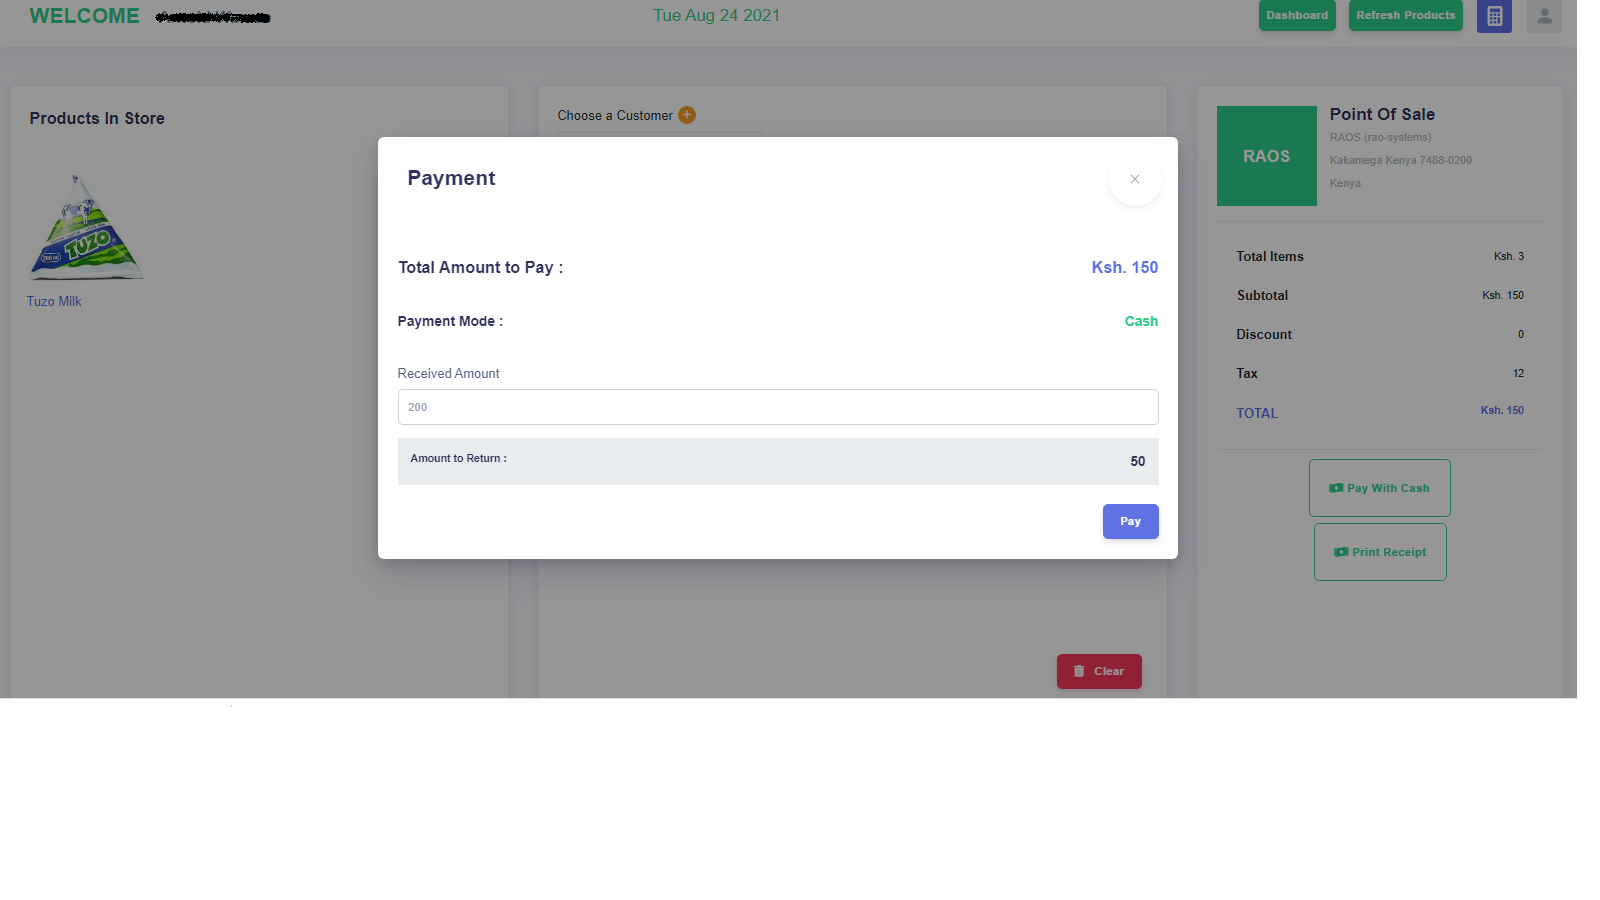 WELCOME
Tue Aug 24 2021
Dashboard
Refresh Products
Products In Store
TUZO
Tuzo Milk
Choose a Customer
Payment
Total Amount to Pay :
Ksh. 150
Payment Mode :
Cash
Received Amount
200
Amount to Return :
50
Pay
Clear
RAOS
Point Of Sale
RAOS (rao-systems)
Kakamega Kenya 7488-0200
Kenya
Total Items
Ksh. 3
Subtotal
Ksh. 150
Discount
0
Tax
12
TOTAL
Ksh. 150
Pay With Cash
Print Receipt